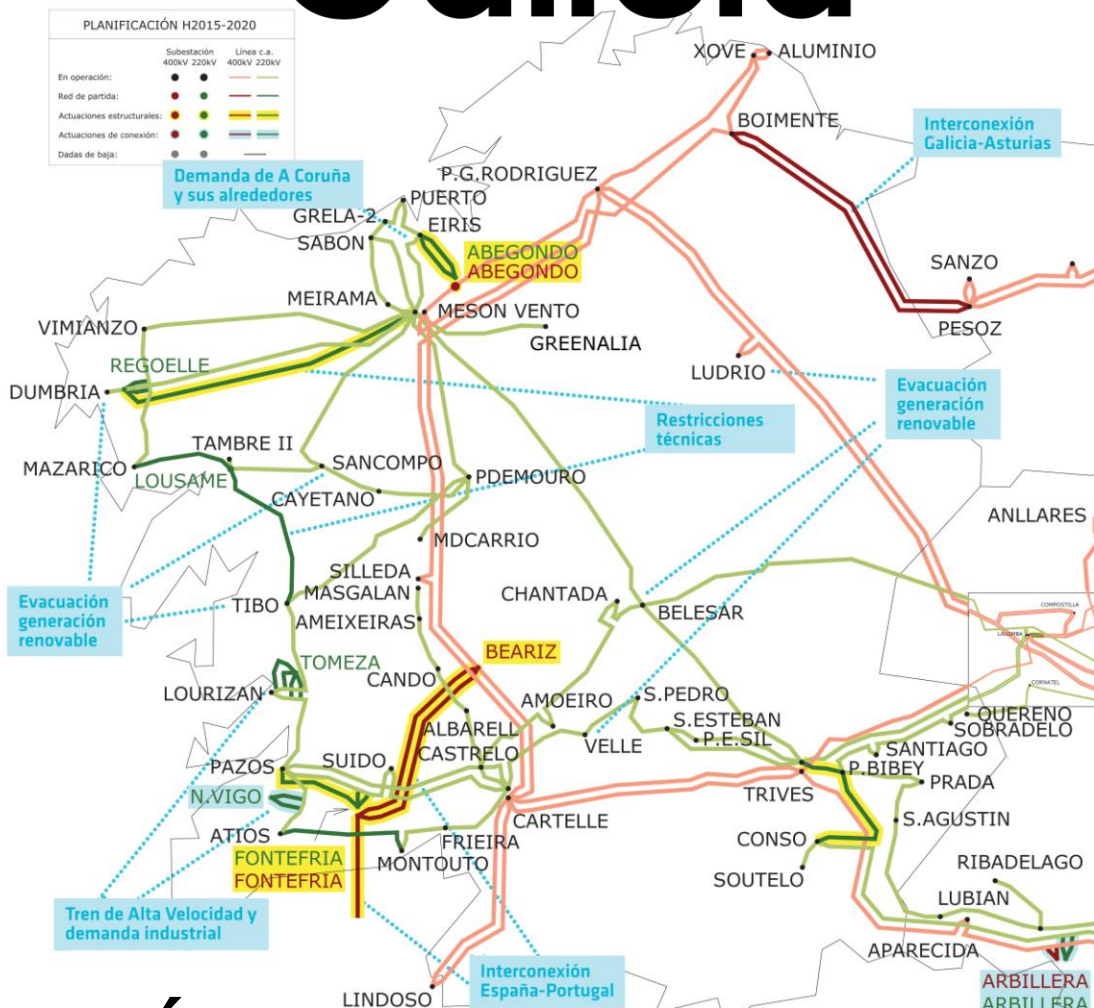 Galicia
PLANIFICACIÓN H2015-2020
Subestación Línea c.a.
400kV 220kV 400kV 220kV
En operación:
Red de partida:
Actuaciones estructurales:
Actuaciones de conexión:
Dadas de baja:
XOVE ALUMINIO
BOIMENTE
Interconexión
Galicia-Asturias
Demanda de A Coruña
y sus alrededores
P.G.RODRIGUEZ
PUERTO
GRELA-2
EIRIS
SABON
ABEGONDO
ABEGONDO
SANZO
MEIRAMA
MESON VENTO
PESOZ
VIMIANZO
GREENALIA
REGOELLE
LUDRIO
DUMBRIA
Evacuación
generación
renovable
Restricciones
técnicas
TAMBRE II
MAZARICO
SANCOMPO
LOUSAME
PDEMOURO
CAYETANO
ANLLARES
MDCARRIO
SILLEDA
MASGALAN
CHANTADA
Evacuación
generación
renovable
TIBO
AMEIXEIRAS
BELESAR
COMPOSTILLA
LALOMBA
BEARIZ
TOMEZA
CANDO
CORNATEL
LOURIZAN
AMOEIRO
S.PEDRO
ALBARELL
S.ESTEBAN
QUERENO
SOBRADELO
CASTRELO
VELLE
P.E.SIL
SANTIAGO
PAZOS
SUIDO
P.BIBEY
PRADA
N.VIGO
TRIVES
CARTELLE
S.AGUSTIN
ATIOS
FRIEIRA
CONSO
FONTEFRIA
FONTEFRIA
MONTOUTO
RIBADELAGO
SOUTELO
LUBIAN
Tren de Alta Velocidad y
demanda industrial
APARECIDA
Interconexión
España-Portugal
ARBILLERA
ARBILLERA
LINDOSO